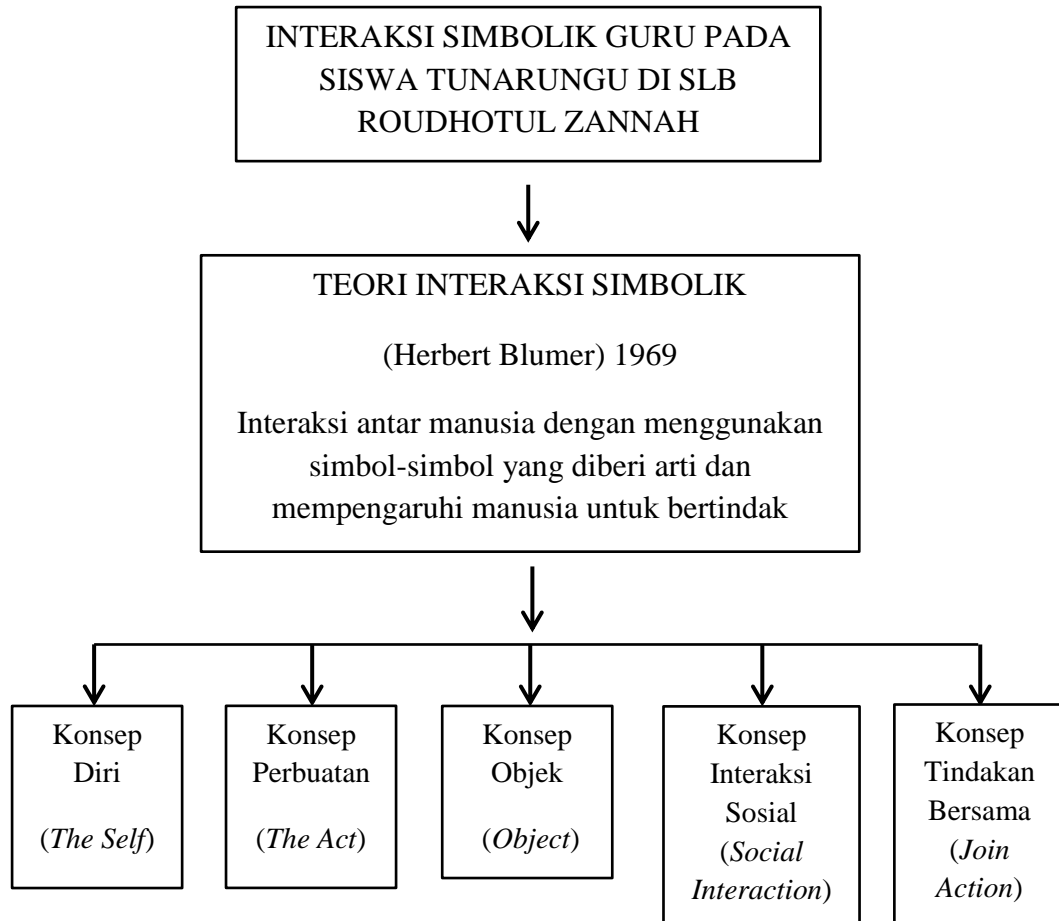 INTERAKSI SIMBOLIK GURU PADA
SISWA TUNARUNGU DI SLB
ROUDHOTUL ZANNAH
TEORI INTERAKSI SIMBOLIK
(Herbert Blumer) 1969
Interaksi antar manusia dengan menggunakan
simbol-simbol yang diberi arti dan
mempengaruhi manusia untuk bertindak
Konsep
Diri
(The Self)
Konsep
Perbuatan
(The Act)
Konsep
Objek
(Object)
Konsep
Interaksi
Sosial
(Social
Interaction)
Konsep
Tindakan
Bersama
(Join
Action)